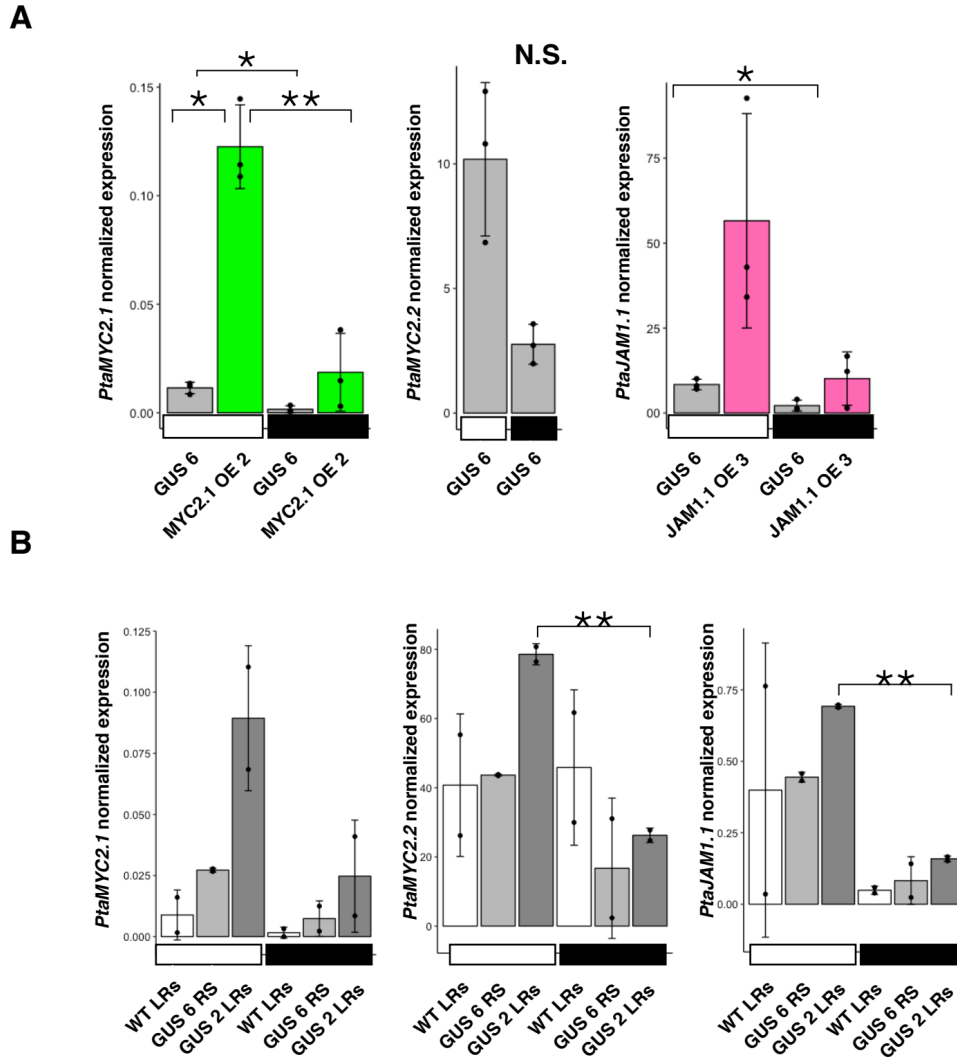 A
N.S.
PtaMYC2.1 normalized expression
0.15
0.10
0.05
0.00
GUS 6
MYC2.1 OE 2
GUS 6
MYC2.1 OE 2
PtaMYC2.2 normalized expression
10
5
0
GUS 6
GUS 6
PtaJAM1.1 normalized expression
75
50
25
00
GUS 6
JAM1.1 OE 3
GUS 6
JAM1.1 OE 3
B
PtaMYC2.1 normalized expression
0.125
0.100
0.075
0.050
0.025
0.000
WT LRs
GUS 6 RS
GUS 2 LRs
WT LRs
GUS 6 RS
GUS 2 LRs
PtaMYC2.2 normalized expression
80
60
40
20
0
WT LRs
GUS 6 RS
GUS 2 LRs
WT LRs
GUS 6 RS
GUS 2 LRs
PtaJAM1.1 normalized expression
0.75
0.50
0.25
0.00
WT LRs
GUS 6 RS
GUS 2 LRs
WT LRs
GUS 6 RS
GUS 2 LRs